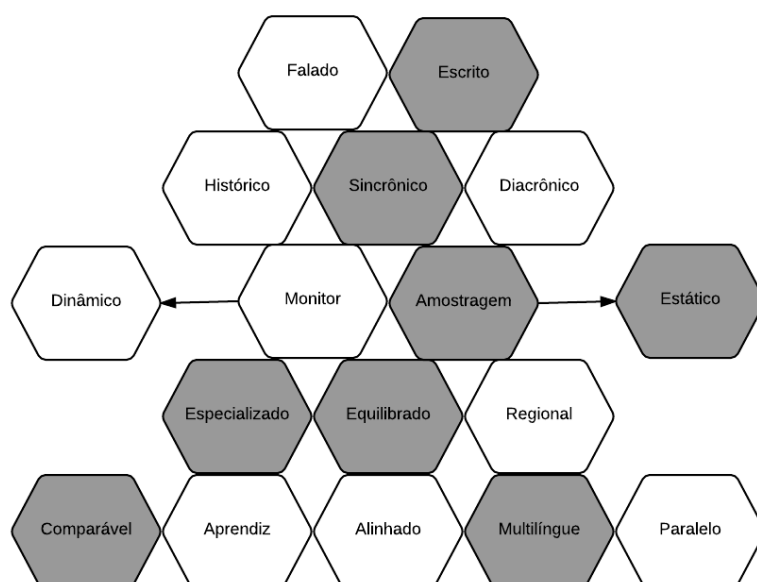 Falado Escrito
Histórico Sincrônico Diacrônico
Dinâmico Monitor Amostragem Estático
Especializado Equilibrado Regional
Comparável Aprendiz Alinhado Multilíngue Paralelo